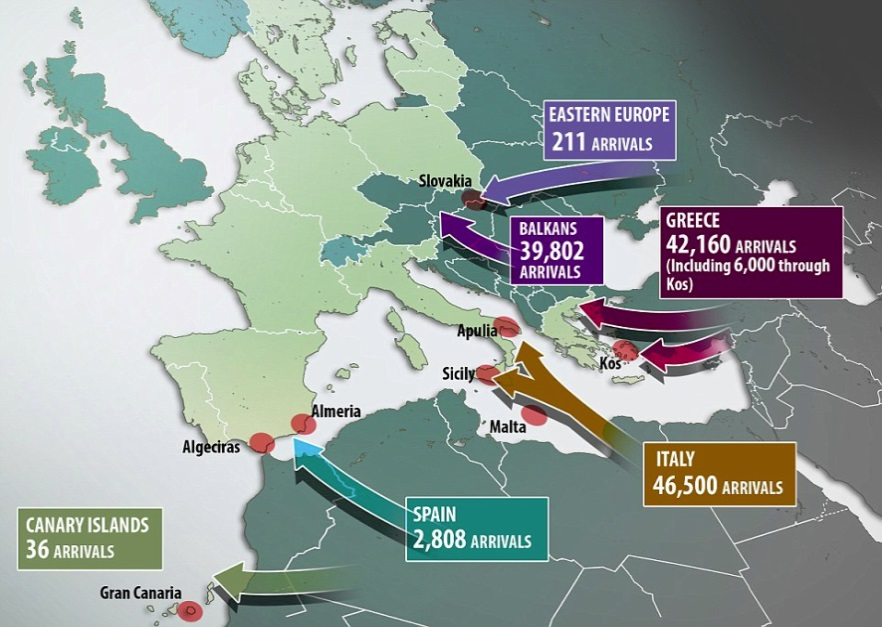 EASTERN EUROPE
211 ARRIVALS
Slovakia
BALKANS
39,802
ARRIVALS
GREECE
42,160 ARRIVALS
(Including 6,000 through
Kos)
Apulia
Kos
Sicily
Almeria
Malta
Algeciras
ITALY
46,500 ARRIVALS
SPAIN
2,808 ARRIVALS
CANARY ISLANDS
36 ARRIVALS
Gran Canaria